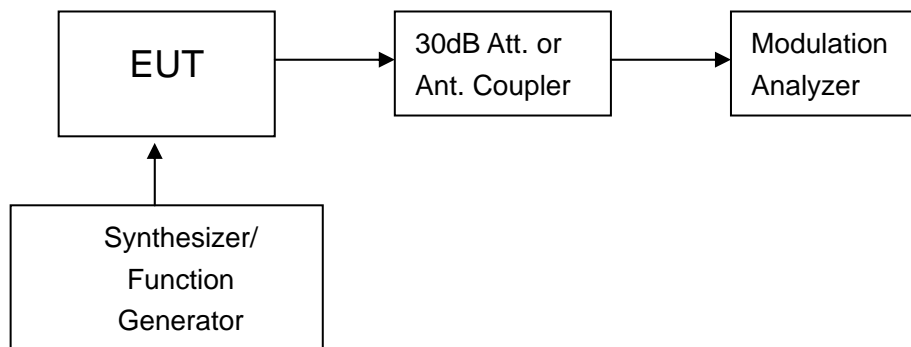 EUT
30dB Att. or
Ant. Coupler
Modulation
Analyzer
Synthesizer/
Function
Generator